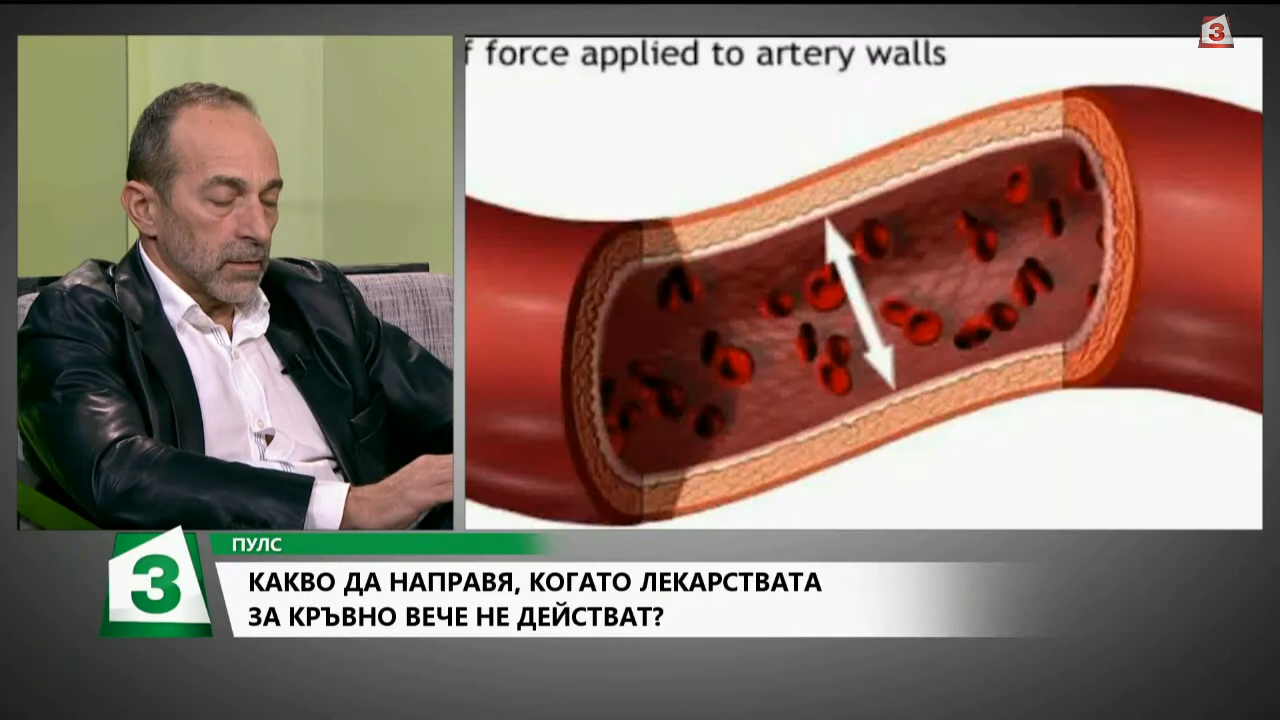 3
f force applied to artery walls
3
ПУЛС
КАКВО ДА НАПРАВЯ, КОГАТО ЛЕКАРСТВАТА
ЗА КРЪВНО ВЕЧЕ НЕ ДЕЙСТВАТ?